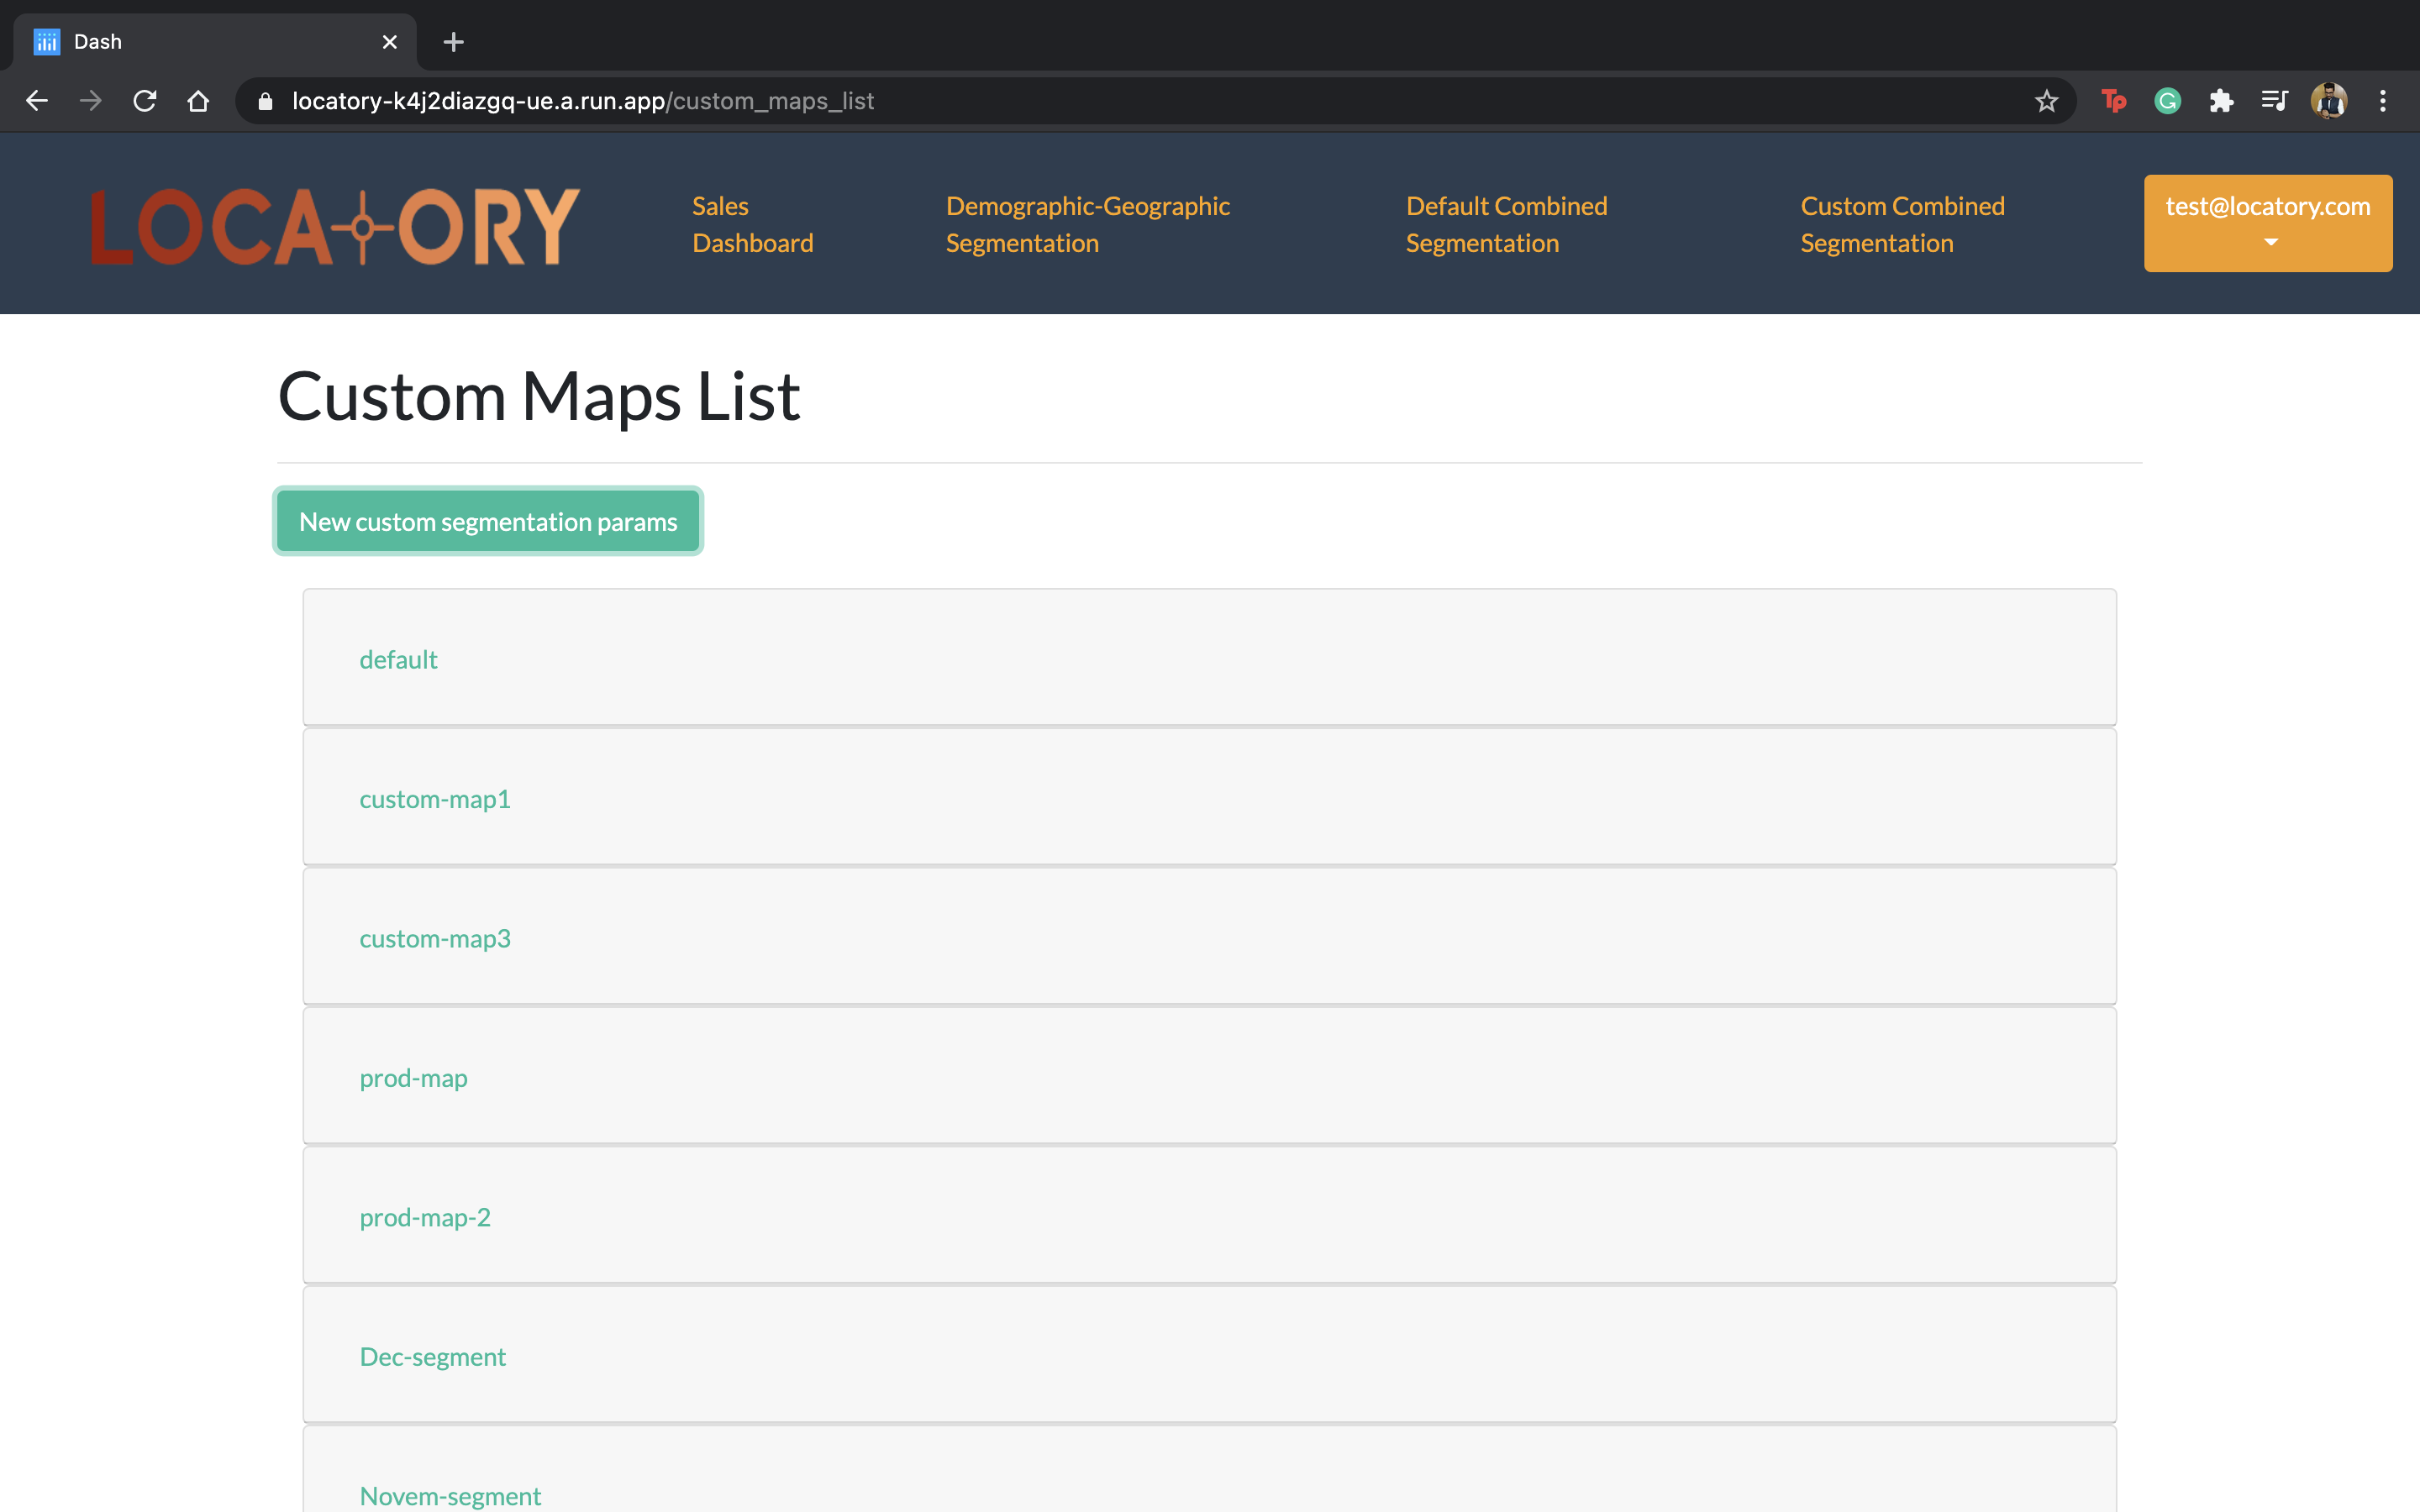 Dash
locatory-k4j2diazgq-ue.a.run.app/custom_maps_list
Tp
G
LOCATORY
Sales
Dashboard
Demographic-Geographic
Segmentation
Default Combined
Segmentation
Custom Combined
Segmentation
test@locatory.com
Custom Maps List
New custom segmentation params
default
custom-map1
custom-map3
prod-map
prod-map-2
Dec-segment
Novem-segment